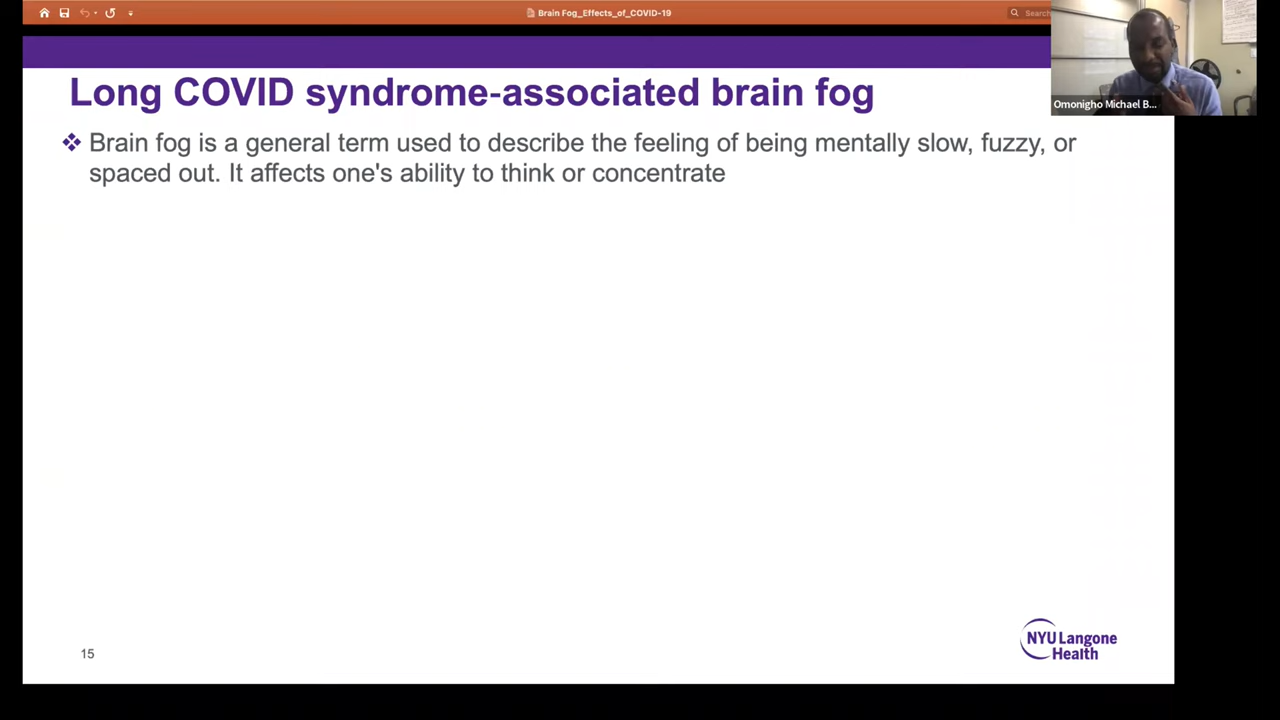 Brain Fog_Effects_of_COVID-19
Search
Long COVID syndrome-associated brain fog
Omonigho Michael B...
Brain fog is a general term used to describe the feeling of being mentally slow, fuzzy, or
spaced out. It affects one's ability to think or concentrate
15
NYU Langone
Health